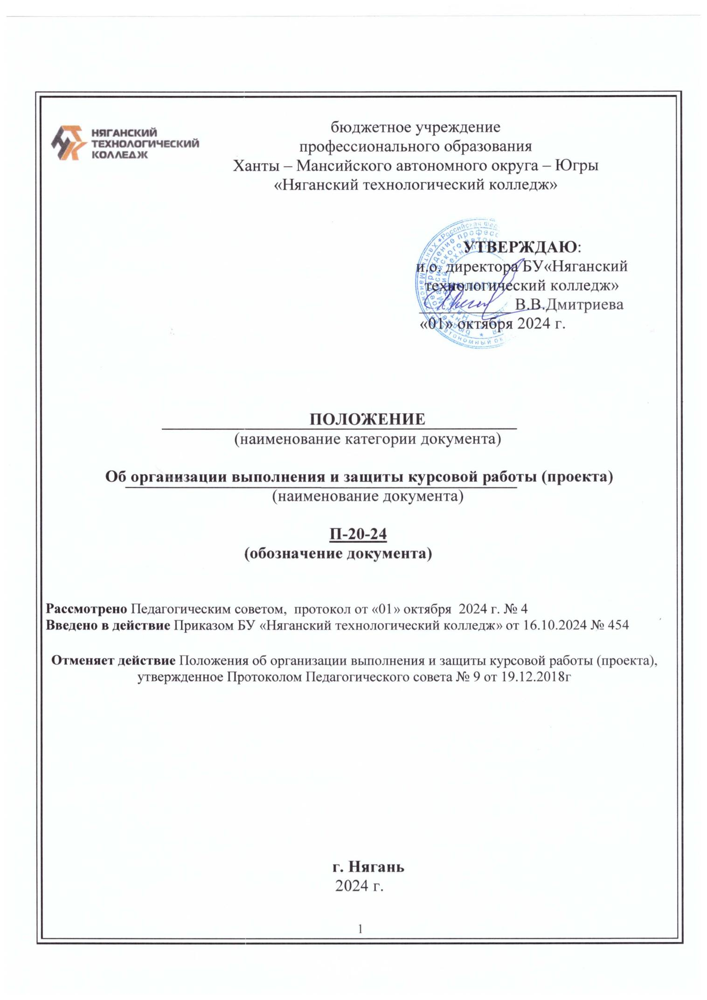 НЯГАНСКИЙ
ТЕХНОЛОГИЧЕСКИЙ
КОЛЛЕДЖ
бюджетное учреждение
профессионального образования
Ханты – Мансийского автономного округа – Югры
«Няганский технологический колледж»
УТВЕРЖДАЮ:
и.о. директора БУ«Няганский
технологический колледж»
В.В.Дмитриева
«01» октября 2024 г.
ПОЛОЖЕНИЕ
(наименование категории документа)
Об организации выполнения и защиты курсовой работы (проекта)
(наименование документа)
П-20-24
(обозначение документа)
Рассмотрено Педагогическим советом, протокол от «01» октября 2024 г. № 4
Введено в действие Приказом БУ «Няганский технологический колледж» от 16.10.2024 № 454
Отменяет действие Положения об организации выполнения и защиты курсовой работы (проекта),
утвержденное Протоколом Педагогического совета № 9 от 19.12.2018г
г. Нягань
2024 г.
1